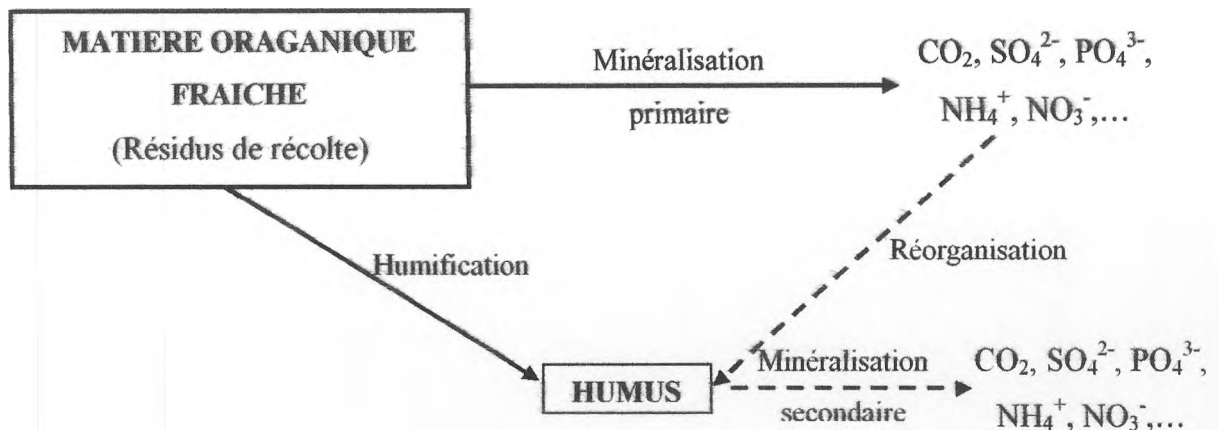 MATIERE ORAGANIQUE
FRAICHE
(Résidus de récolte)
Minéralisation
primaire
CO₂, SO₄²⁻, PO₄³⁻,
NH₄⁺, NO₃⁻,…
Humification
Réorganisation
HUMUS
Minéralisation
secondaire
CO₂, SO₄²⁻, PO₄³⁻,
NH₄⁺, NO₃⁻,…